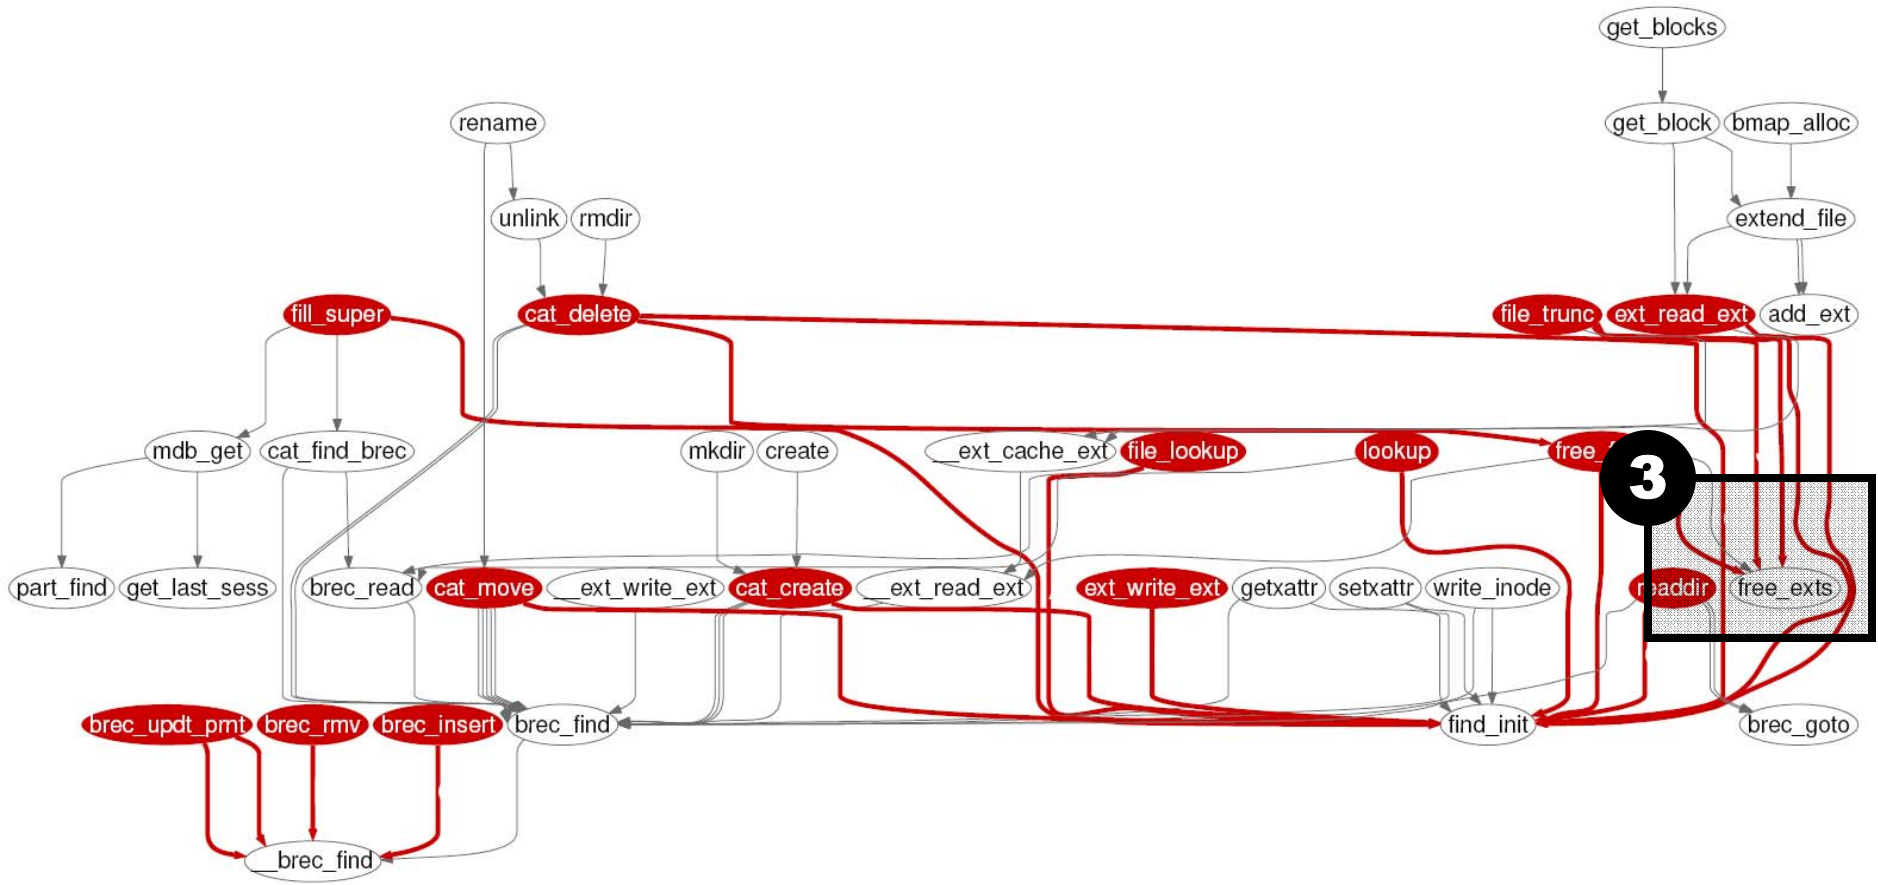 get_blocks
rename
get_block
bmap_alloc
unlink
rmdir
extend_file
fill_super
cat_delete
file_trunc
ext_read_ext
add_ext
mdb_get
cat_find_brec
mkdir
create
__ext_cache_ext
file_lookup
lookup
free_
3
part_find
get_last_sess
brec_read
cat_move
__ext_write_ext
cat_create
__ext_read_ext
ext_write_ext
getxattr
setxattr
write_inode
readdir
free_exts
brec_updt_prnt
brec_rmv
brec_insert
brec_find
find_init
brec_goto
__brec_find